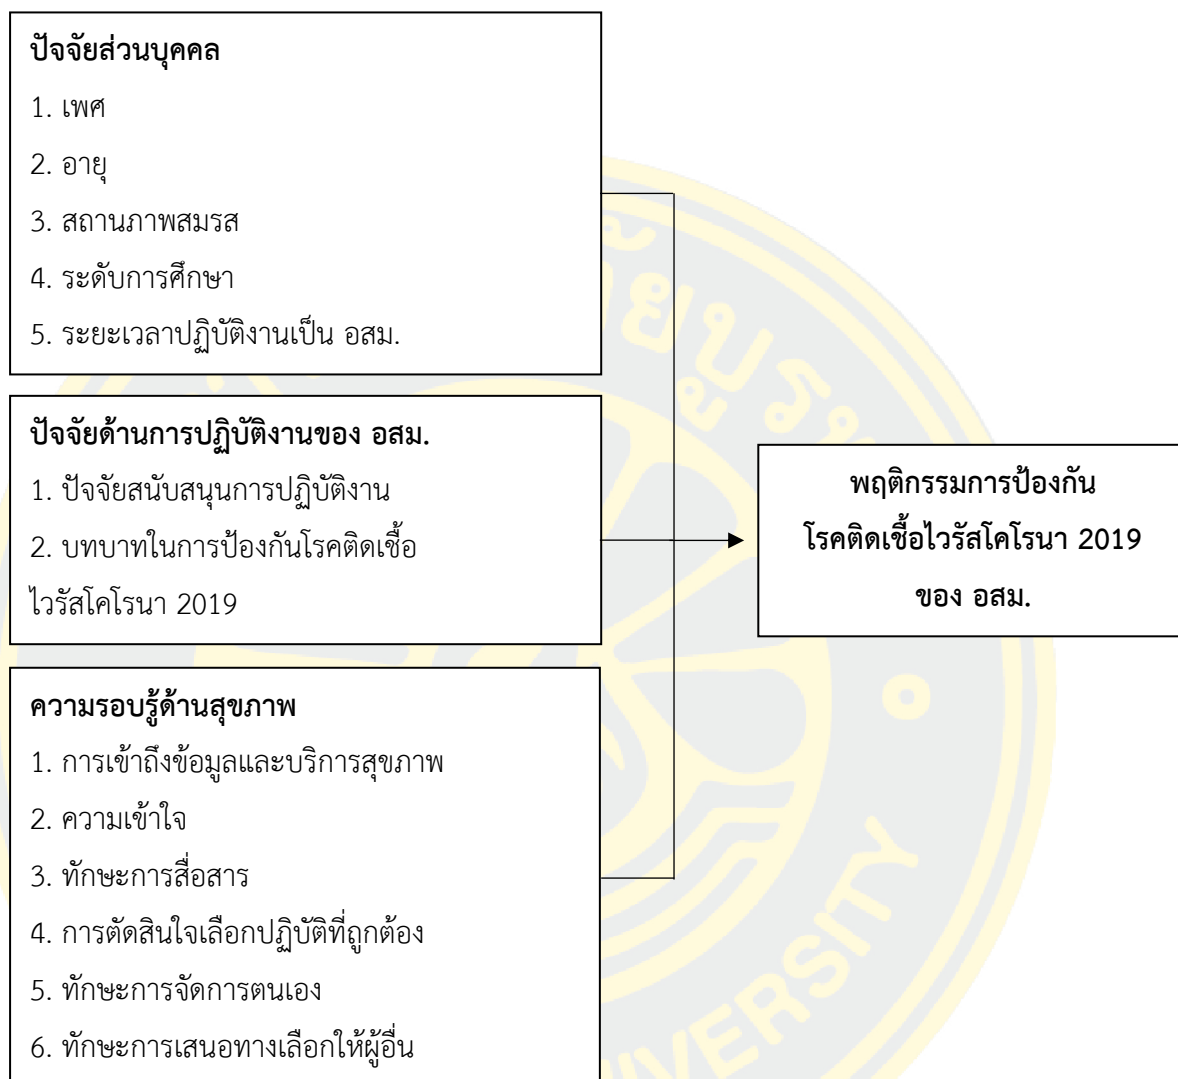 ปัจจัยส่วนบุคคล
1. เพศ
2. อายุ
3. สถานภาพสมรส
4. ระดับการศึกษา
5. ระยะเวลาปฏิบัติงานเป็น อสม.
ปัจจัยด้านการปฏิบัติงานของ อสม.
1. ปัจจัยสนับสนุนการปฏิบัติงาน
2. บทบาทในการป้องกันโรคติดเชื้อ
ไวรัสโคโรนา 2019
ความรอบรู้ด้านสุขภาพ
1. การเข้าถึงข้อมูลและบริการสุขภาพ
2. ความเข้าใจ
3. ทักษะการสื่อสาร
4. การตัดสินใจเลือกปฏิบัติที่ถูกต้อง
5. ทักษะการจัดการตนเอง
6. ทักษะการเสนอทางเลือกให้ผู้อื่น
พฤติกรรมการป้องกัน
โรคติดเชื้อไวรัสโคโรนา 2019
ของ อสม.